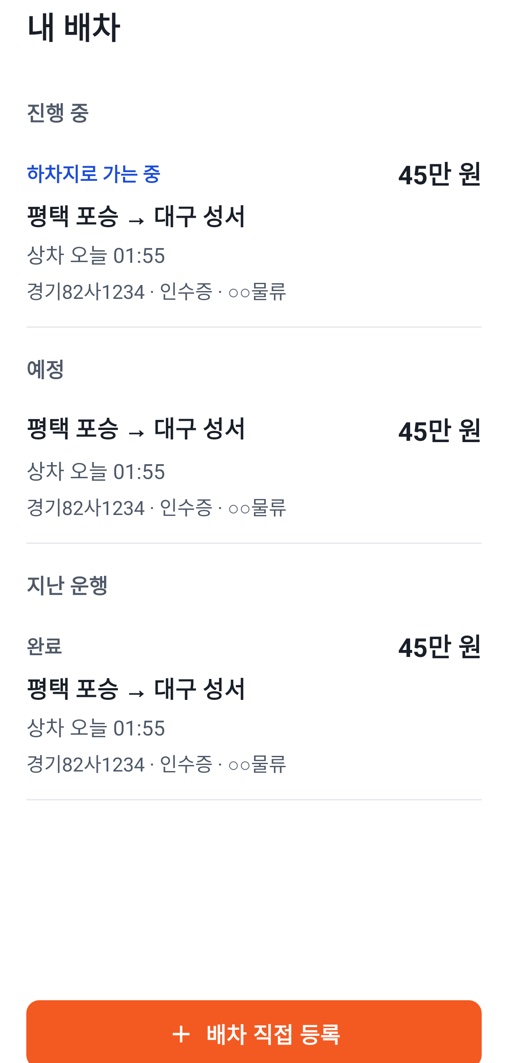 내 배차
진행 중
하차지로 가는 중
45만 원
평택 포승 → 대구 성서
상차 오늘 01:55
경기82사1234 · 인수증 · ○○물류
예정
평택 포승 → 대구 성서
45만 원
상차 오늘 01:55
경기82사1234 · 인수증 · ○○물류
지난 운행
완료
45만 원
평택 포승 → 대구 성서
상차 오늘 01:55
경기82사1234 · 인수증 · ○○물류
+ 배차 직접 등록